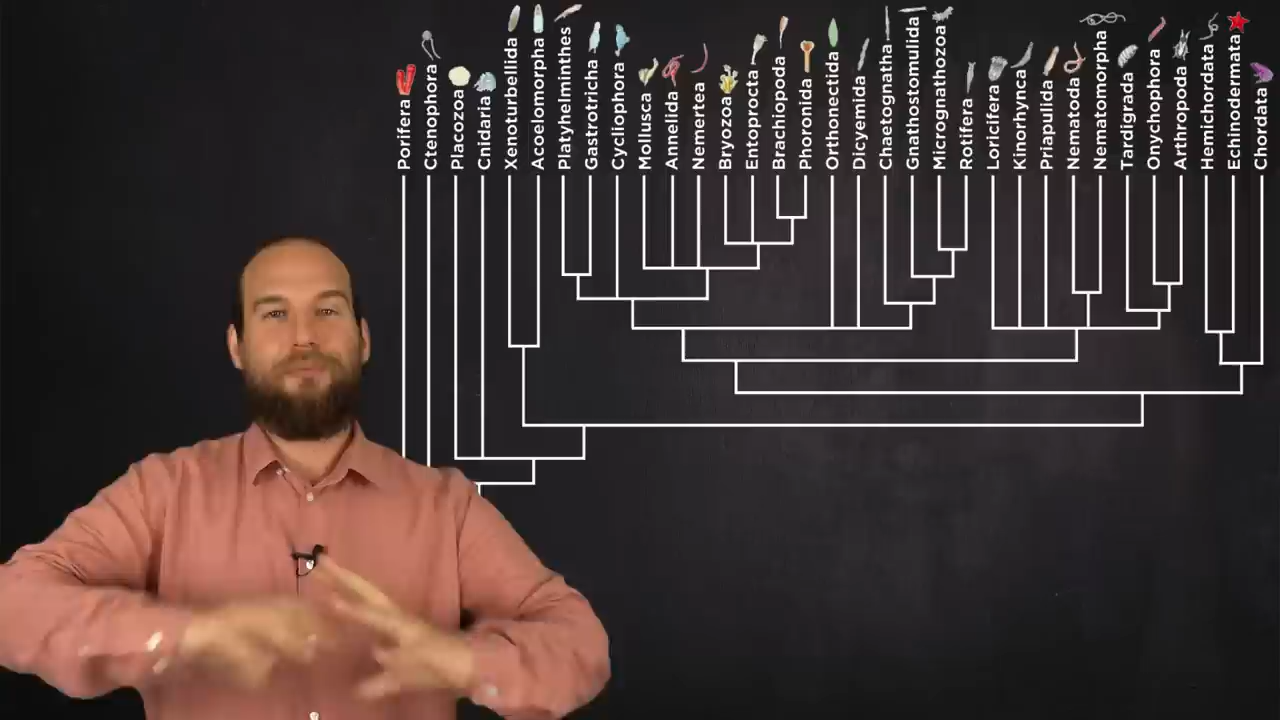 Porifera
Ctenophora
Placozoa
Cnidaria
Xenoturbellida
Acoelomorpha
Platyhelminthes
Gastrotricha
Cycliophora
Mollusca
Annelida
Nemertea
Bryozoa
Entoprocta
Brachiopoda
Phoronida
Orthonectida
Dicyemida
Chaetognatha
Gnathostomulida
Micrognathozoa
Rotifera
Loricifera
Kinorhynca
Priapulida
Nematoda
Nematomorpha
Tardigrada
Onychophora
Arthropoda
Hemichordata
Echinodermata
Chordata